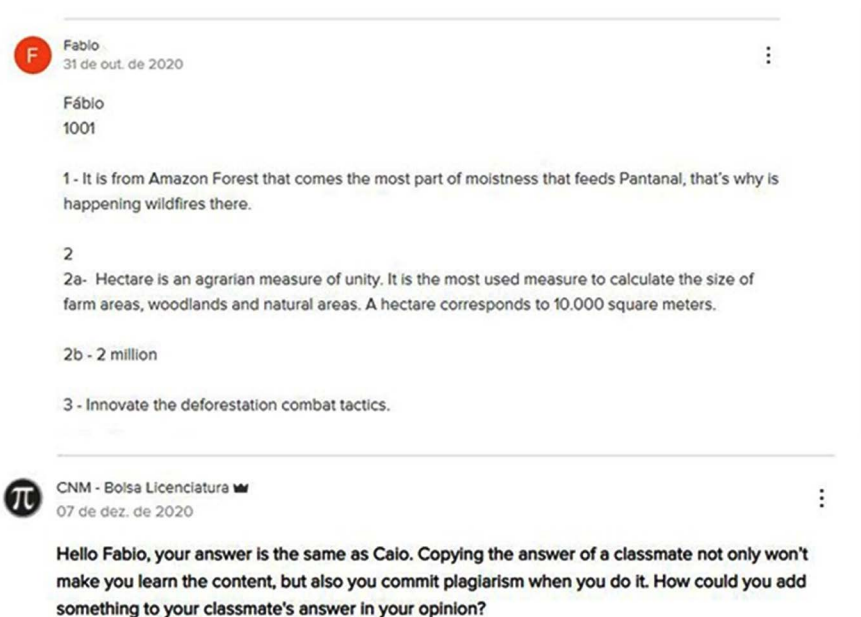 F
Fabio
31 de out. de 2020
Fábio
1001
1 - It is from Amazon Forest that comes the most part of moistness that feeds Pantanal, that's why is
happening wildfires there.
2
2a- Hectare is an agrarian measure of unity. It is the most used measure to calculate the size of
farm areas, woodlands and natural areas. A hectare corresponds to 10.000 square meters.
2b - 2 million
3 - Innovate the deforestation combat tactics.
π
CNM - Bolsa Licenciatura
07 de dez. de 2020
Hello Fabio, your answer is the same as Caio. Copying the answer of a classmate not only won't
make you learn the content, but also you commit plagiarism when you do it. How could you add
something to your classmate's answer in your opinion?